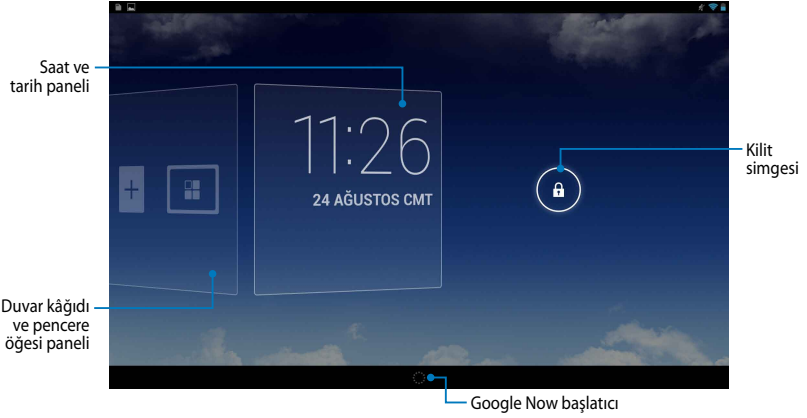 Saat ve
tarih paneli
11:26
24 AĞUSTOS CMT
Kilit
simgesi
Duvar kâğıdı
ve pencere
öğesi paneli
Google Now başlatıcı